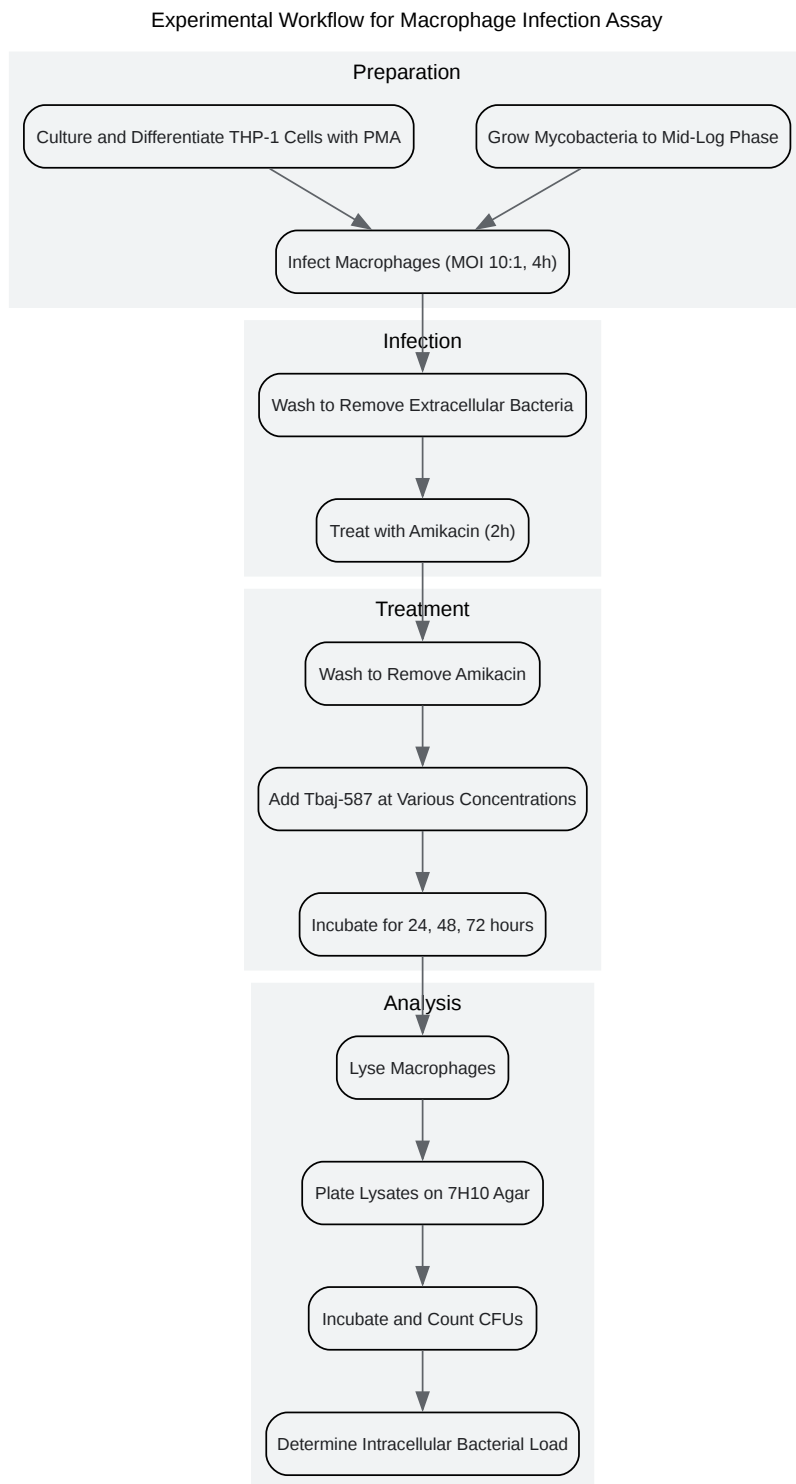 Experimental Workflow for Macrophage Infection Assay
Preparation
Culture and Differentiate THP-1 Cells with PMA
Grow Mycobacteria to Mid-Log Phase
Infect Macrophages (MOI 10:1, 4h)
Infection
Wash to Remove Extracellular Bacteria
Treat with Amikacin (2h)
Treatment
Wash to Remove Amikacin
Add Tbaj-587 at Various Concentrations
Incubate for 24, 48, 72 hours
Analysis
Lyse Macrophages
Plate Lysates on 7H10 Agar
Incubate and Count CFUs
Determine Intracellular Bacterial Load